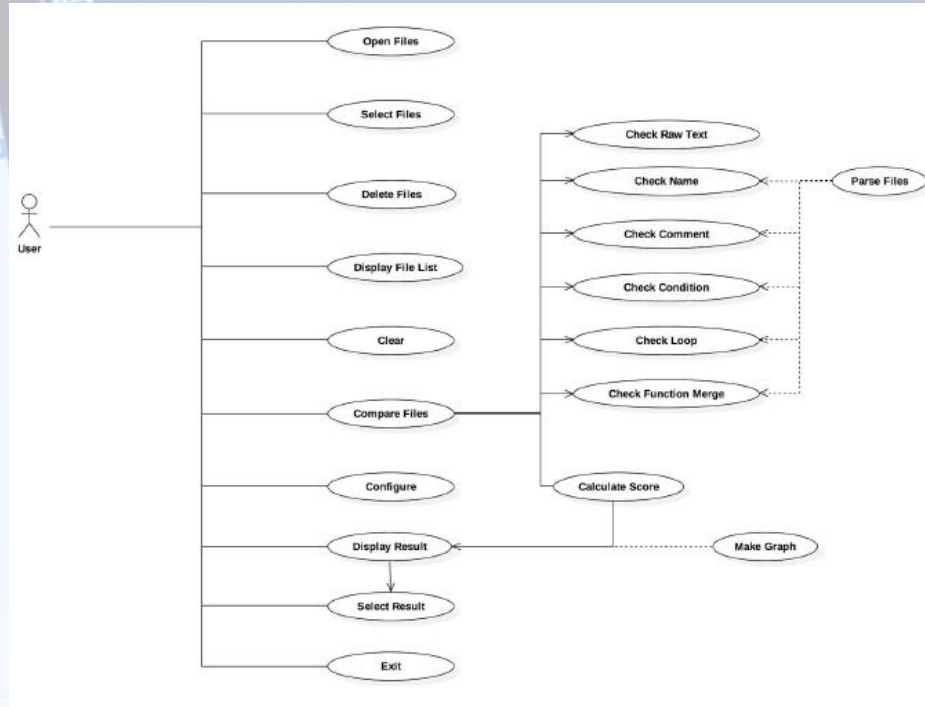 Open Files
Select Files
Check Raw Text
Delete Files
Check Name
Parse Files
User
Check Comment
Display File List
Check Condition
Clear
Check Loop
Compare Files
Check Function Merge
Configure
Calculate Score
Display Result
Make Graph
Select Result
Exit